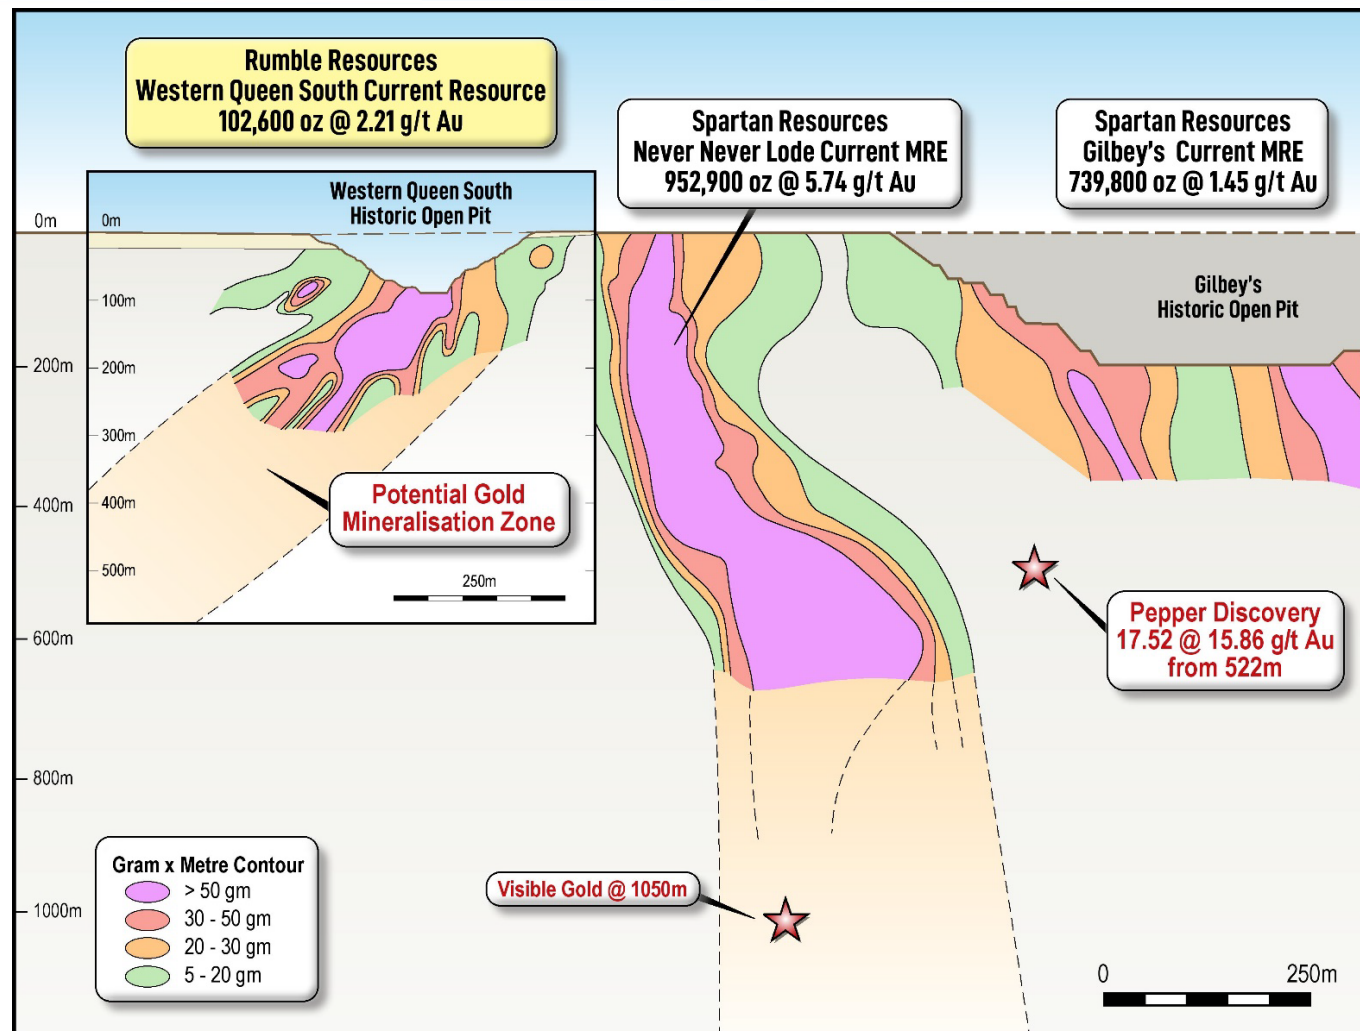 Rumble Resources
Western Queen South Current Resource
102,600 oz @ 2.21 g/t Au
Spartan Resources
Never Never Lode Current MRE
952,900 oz @ 5.74 g/t Au
Spartan Resources
Gilbey's Current MRE
739,800 oz @ 1.45 g/t Au
Western Queen South
Historic Open Pit
0m
0m
100m
200m
300m
400m
500m
Potential Gold
Mineralisation Zone
250m
Gilbey's
Historic Open Pit
200m
400m
600m
800m
1000m
Pepper Discovery
17.52 @ 15.86 g/t Au
from 522m
Visible Gold @ 1050m
Gram x Metre Contour
> 50 gm
30 - 50 gm
20 - 30 gm
5 - 20 gm
0 250m